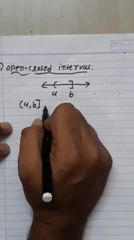 ) open-closed interval:
a b
(a,b]